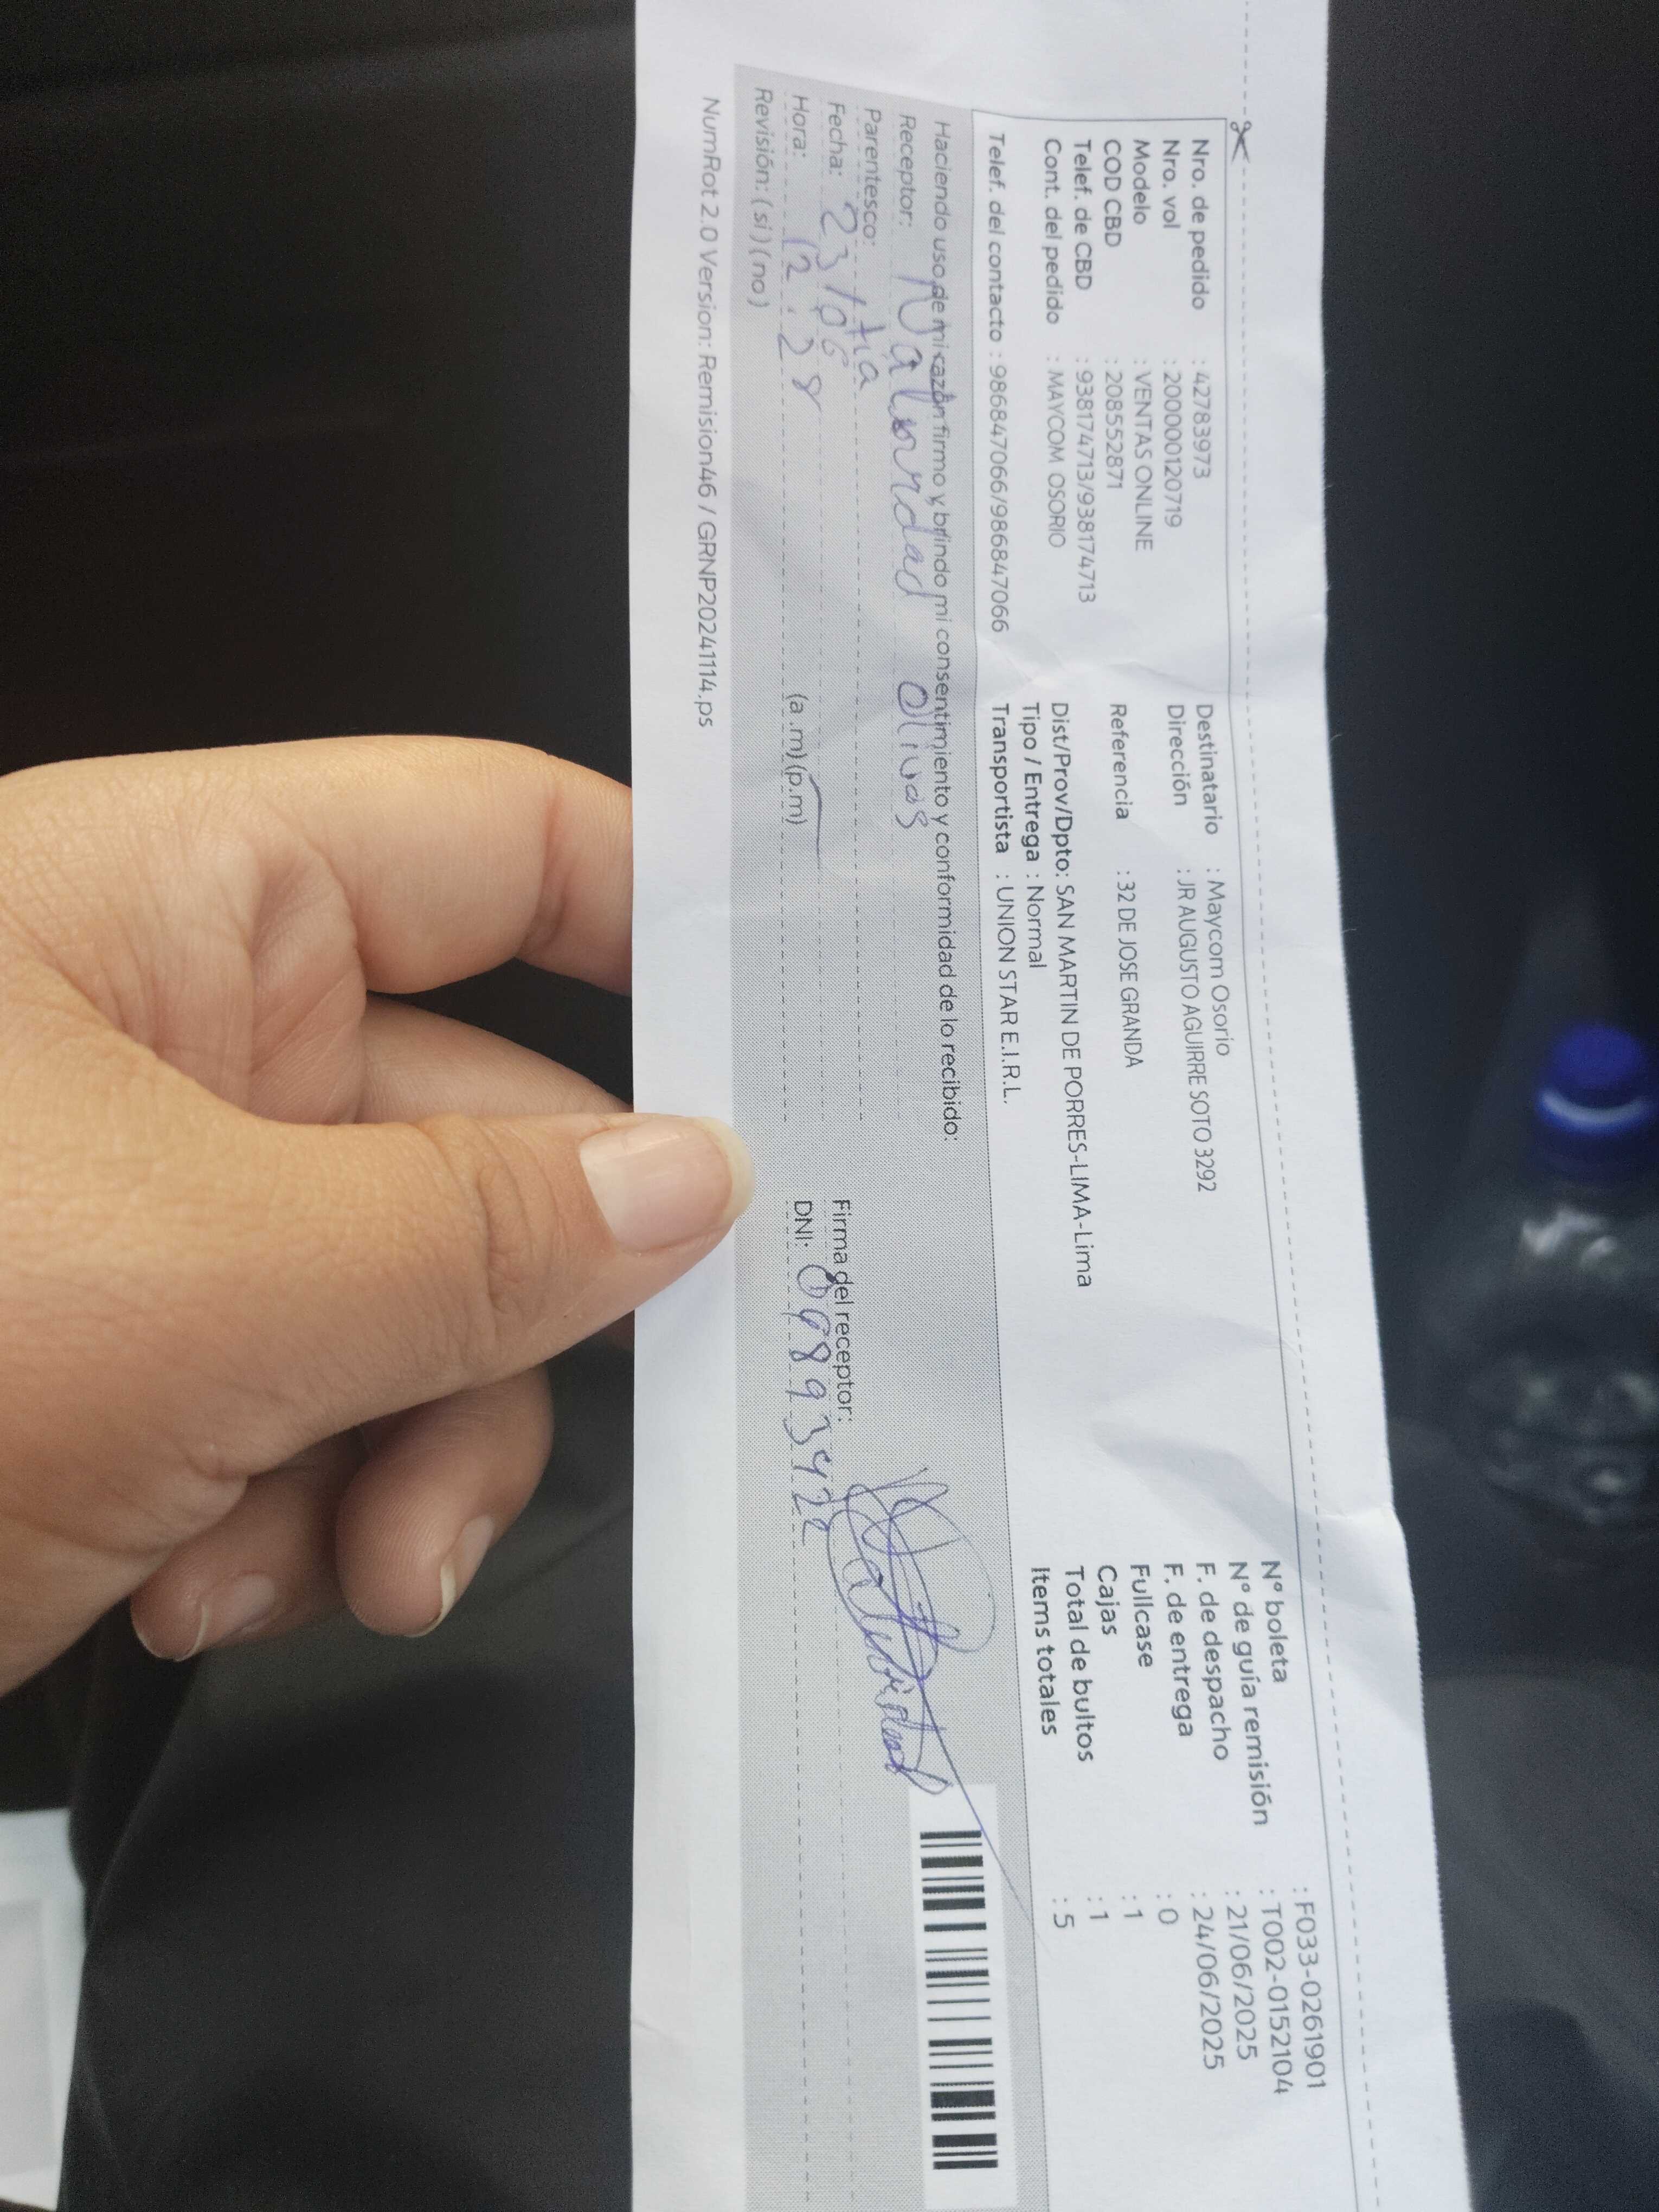 Nro. de pedido : 42783973
Nro. vol : 200000120719
Modelo : VENTAS ONLINE
COD CBD : 208552871
Telef. de CBD : 938174713/938174713
Cont. del pedido : MAYCOM OSORIO
Telef. del contacto : 986847066/986847066
Destinatario : Maycom Osorio
Dirección : JR AUGUSTO AGUIRRE SOTO 3292
Referencia : 32 DE JOSE GRANDA
Dist/Prov/Dpto: SAN MARTIN DE PORRES-LIMA-Lima
Tipo / Entrega : Normal
Transportista : UNION STAR E.I.R.L.
N° boleta : F033-0261901
N° de guía remisión : T002-0152104
F. de despacho : 21/06/2025
F. de entrega : 24/06/2025
Fullcase : 0
Cajas : 1
Total de bultos : 1
Items totales : 5
Haciendo uso de mi razón firmo y brindo mi consentimiento y conformidad de lo recibido:
Receptor: Natividad Olivas
Parentesco: tia
Fecha: 23/06
Hora: 12:28 (a.m)(p.m)
Revisión: (si)(no)
Firma del receptor:
DNI:
NumRot 2.0 Version: Remision46 / GRNP20241114.ps